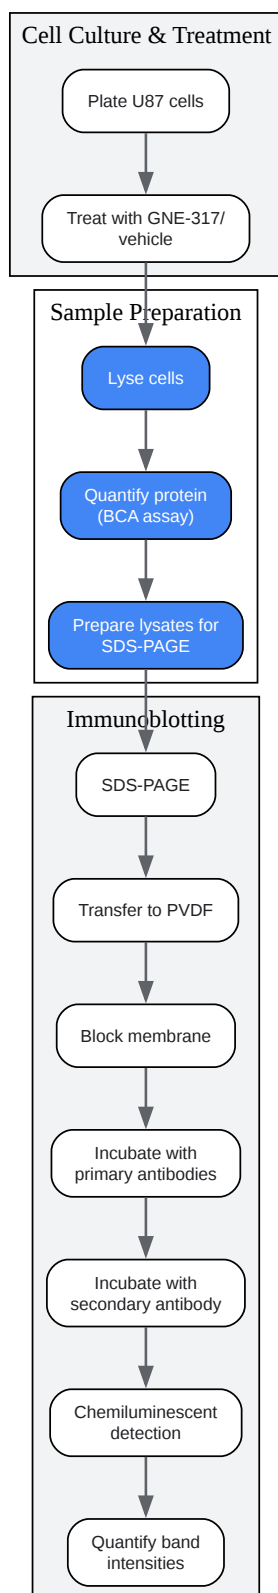 Cell Culture & Treatment
Plate U87 cells
Treat with GNE-317/
vehicle
Sample Preparation
Lyse cells
Quantify protein
(BCA assay)
Prepare lysates for
SDS-PAGE
Immunoblotting
SDS-PAGE
Transfer to PVDF
Block membrane
Incubate with
primary antibodies
Incubate with
secondary antibody
Chemiluminescent
detection
Quantify band
intensities